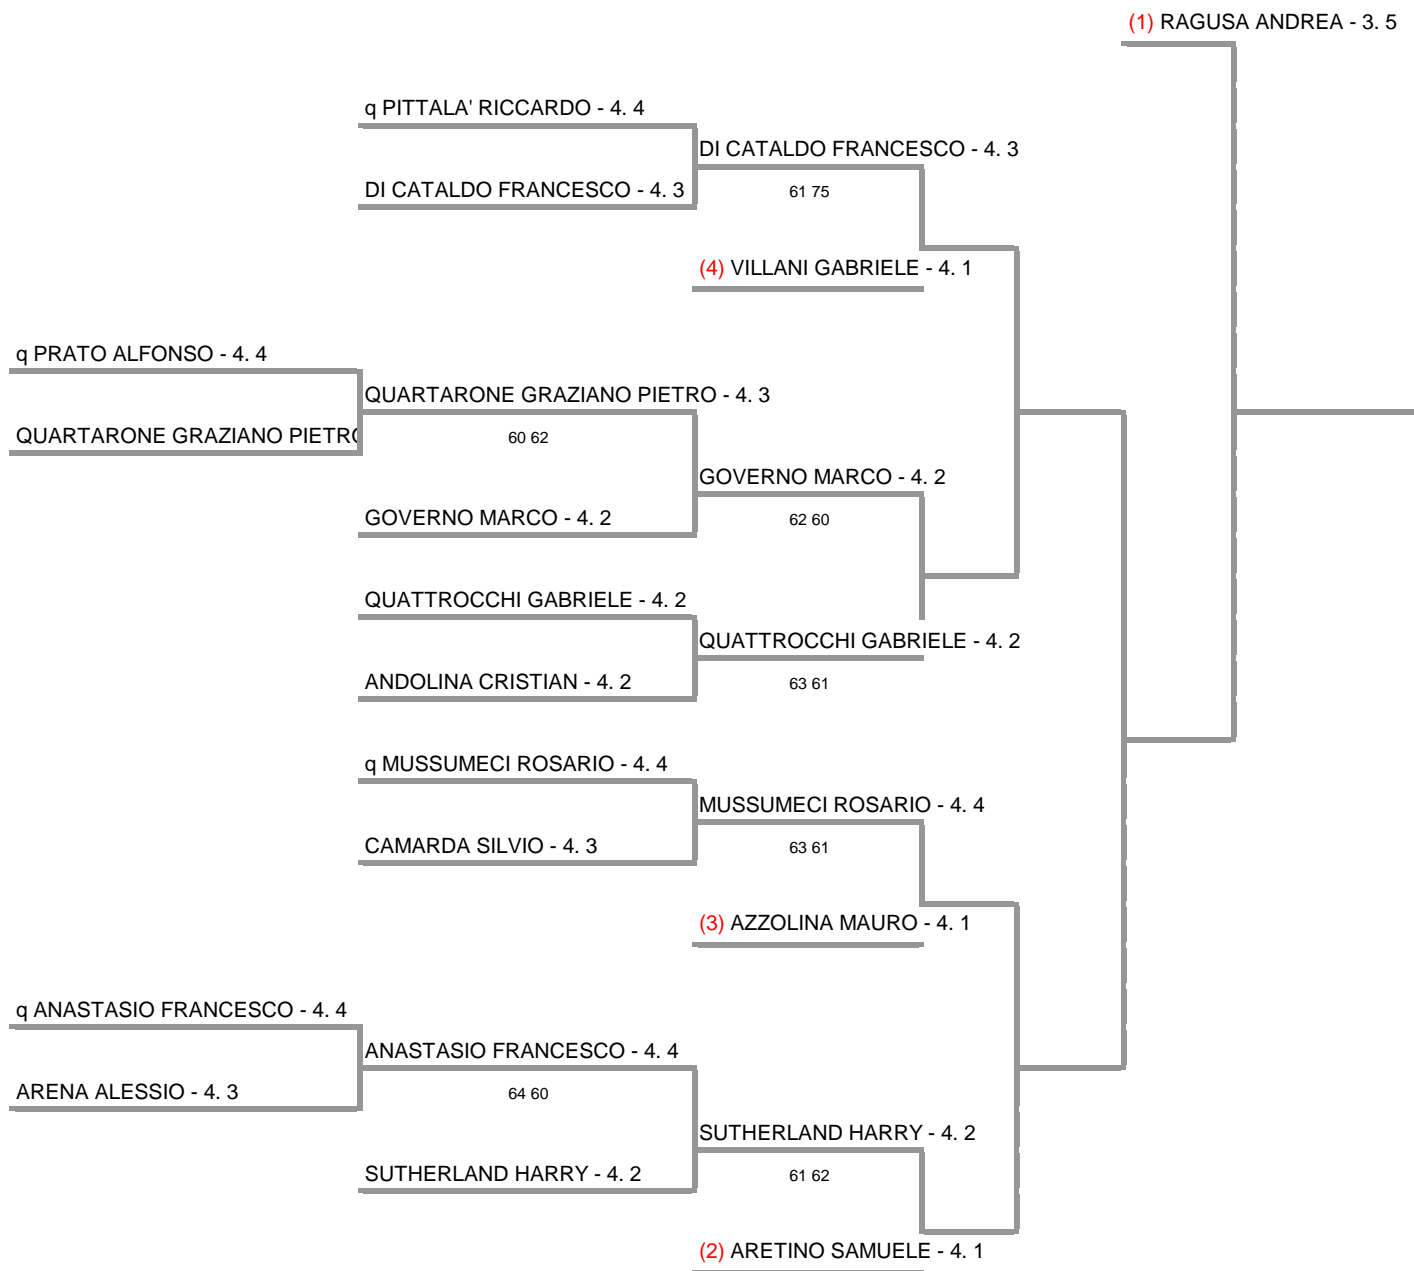 (1) RAGUSA ANDREA - 3. 5
q PITTALA' RICCARDO - 4. 4
DI CATALDO FRANCESCO - 4. 3
DI CATALDO FRANCESCO - 4. 3
61 75
(4) VILLANI GABRIELE - 4. 1
q PRATO ALFONSO - 4. 4
QUARTARONE GRAZIANO PIETRO - 4. 3
QUARTARONE GRAZIANO PIETRO
60 62
GOVERNO MARCO - 4. 2
GOVERNO MARCO - 4. 2
62 60
QUATTROCCHI GABRIELE - 4. 2
QUATTROCCHI GABRIELE - 4. 2
ANDOLINA CRISTIAN - 4. 2
63 61
q MUSSUMECI ROSARIO - 4. 4
MUSSUMECI ROSARIO - 4. 4
CAMARDA SILVIO - 4. 3
63 61
(3) AZZOLINA MAURO - 4. 1
q ANASTASIO FRANCESCO - 4. 4
ANASTASIO FRANCESCO - 4. 4
ARENA ALESSIO - 4. 3
64 60
SUTHERLAND HARRY - 4. 2
SUTHERLAND HARRY - 4. 2
61 62
(2) ARETINO SAMUELE - 4. 1